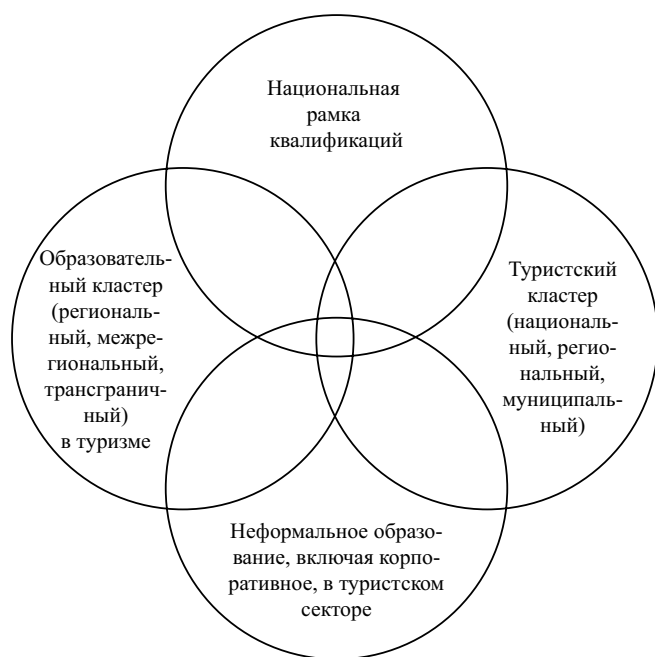 Национальная
рамка
квалификаций
Образователь-
ный кластер
(региональ-
ный, межре-
гиональный,
трансгранич-
ный)
в туризме
Туристский
кластер
(националь-
ный, регио-
нальный,
муниципаль-
ный)
Неформальное образо-
вание, включая корпо-
ративное, в туристском
секторе